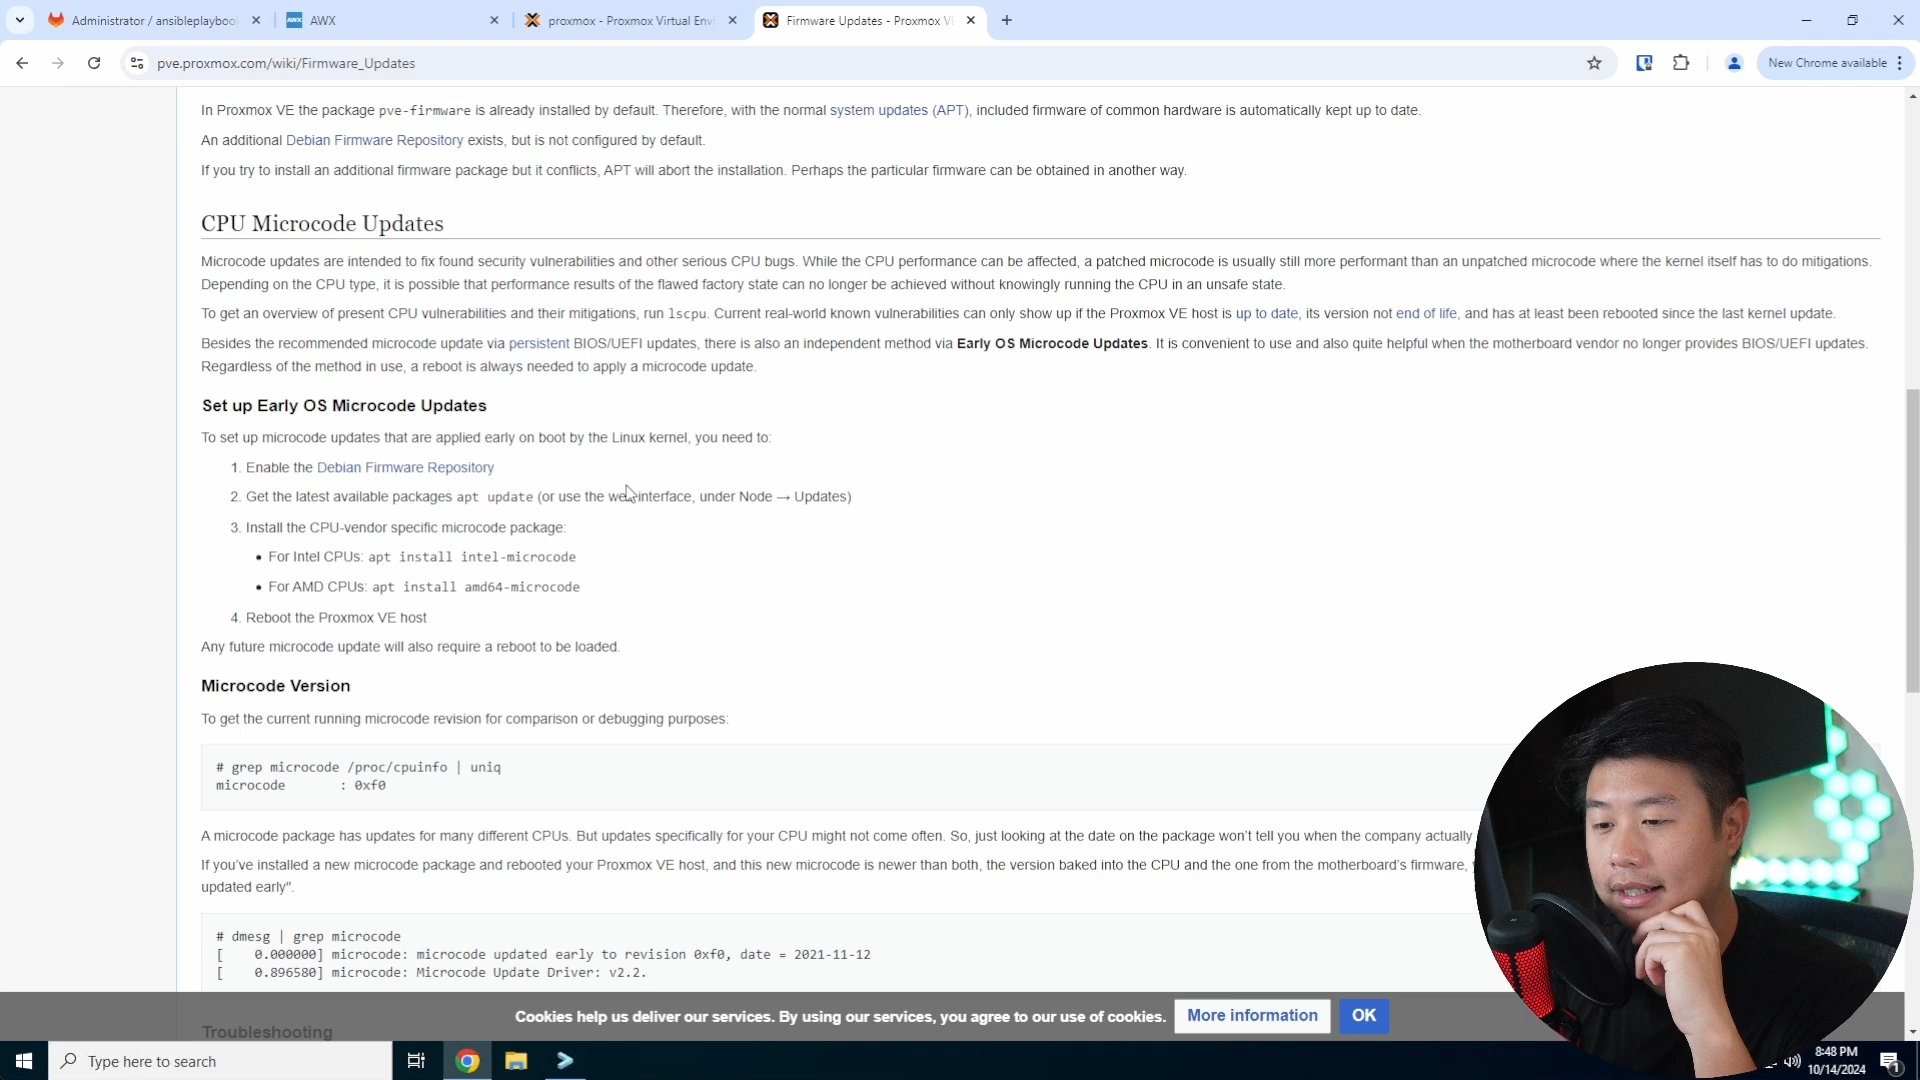 Administrator / ansibleplaybook
AWX
AWX
proxmox - Proxmox Virtual Envi
Firmware Updates - Proxmox VE
pve.proxmox.com/wiki/Firmware_Updates
New Chrome available
In Proxmox VE the package pve-firmware is already installed by default. Therefore, with the normal system updates (APT), included firmware of common hardware is automatically kept up to date.
An additional Debian Firmware Repository exists, but is not configured by default.
If you try to install an additional firmware package but it conflicts, APT will abort the installation. Perhaps the particular firmware can be obtained in another way.
CPU Microcode Updates
Microcode updates are intended to fix found security vulnerabilities and other serious CPU bugs. While the CPU performance can be affected, a patched microcode is usually still more performant than an unpatched microcode where the kernel itself has to do mitigations.
Depending on the CPU type, it is possible that performance results of the flawed factory state can no longer be achieved without knowingly running the CPU in an unsafe state.
To get an overview of present CPU vulnerabilities and their mitigations, run lscpu. Current real-world known vulnerabilities can only show up if the Proxmox VE host is up to date, its version not end of life, and has at least been rebooted since the last kernel update.
Besides the recommended microcode update via persistent BIOS/UEFI updates, there is also an independent method via Early OS Microcode Updates. It is convenient to use and also quite helpful when the motherboard vendor no longer provides BIOS/UEFI updates.
Regardless of the method in use, a reboot is always needed to apply a microcode update.
Set up Early OS Microcode Updates
To set up microcode updates that are applied early on boot by the Linux kernel, you need to:
1. Enable the Debian Firmware Repository
2. Get the latest available packages apt update (or use the web interface, under Node → Updates)
3. Install the CPU-vendor specific microcode package:
• For Intel CPUs: apt install intel-microcode
• For AMD CPUs: apt install amd64-microcode
4. Reboot the Proxmox VE host
Any future microcode update will also require a reboot to be loaded.
Microcode Version
To get the current running microcode revision for comparison or debugging purposes:
# grep microcode /proc/cpuinfo | uniq
microcode : 0xf0
A microcode package has updates for many different CPUs. But updates specifically for your CPU might not come often. So, just looking at the date on the package won't tell you when the company actually
If you've installed a new microcode package and rebooted your Proxmox VE host, and this new microcode is newer than both, the version baked into the CPU and the one from the motherboard's firmware,
updated early".
# dmesg | grep microcode
[ 0.000000] microcode: microcode updated early to revision 0xf0, date = 2021-11-12
[ 0.896580] microcode: Microcode Update Driver: v2.2.
Cookies help us deliver our services. By using our services, you agree to our use of cookies.
More information
OK
Troubleshooting
Type here to search
8:48 PM
10/14/2024
1